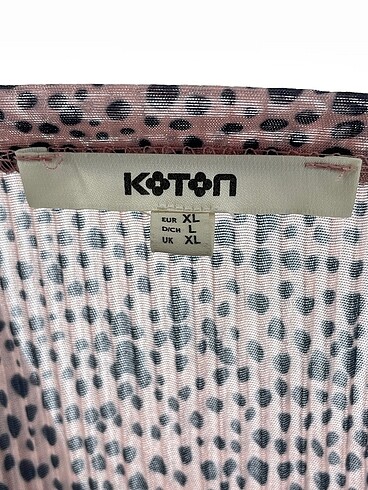 KOTON
EUR XL
D/CH L
UK XL